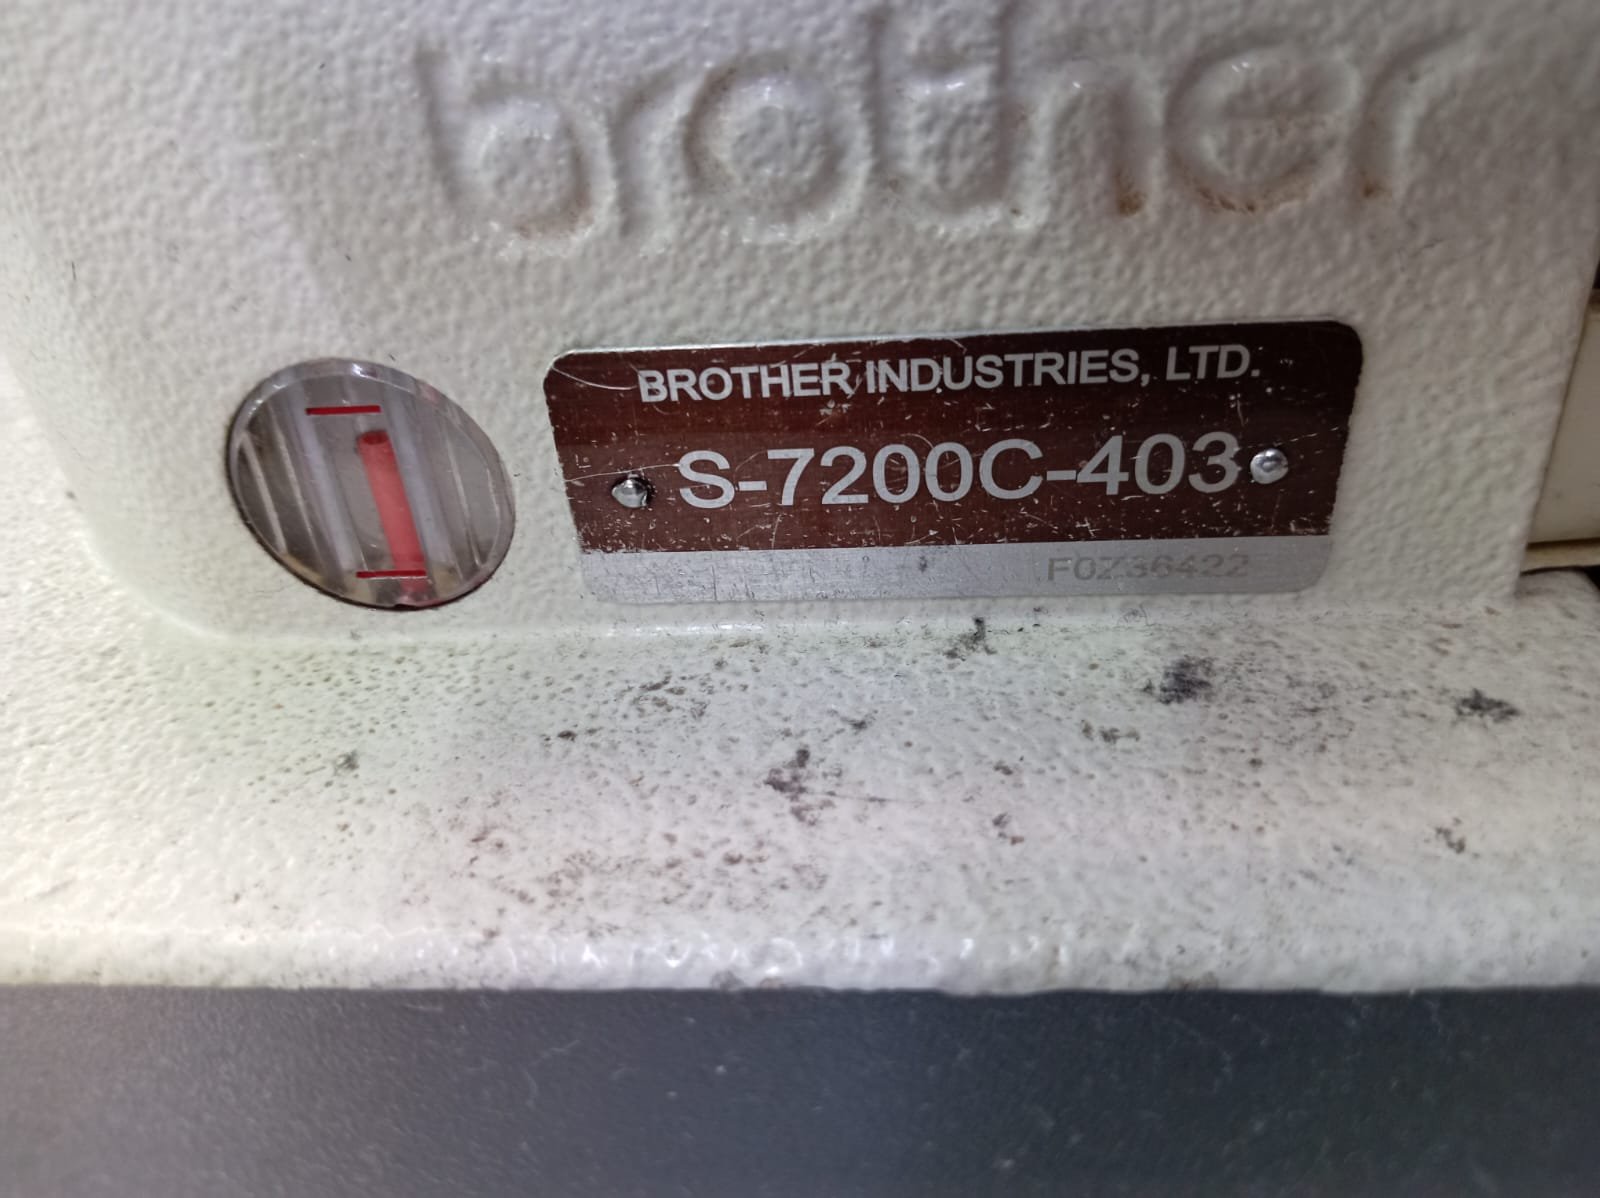 brother
BROTHER INDUSTRIES, LTD.
S-7200C-403
F0Z36422